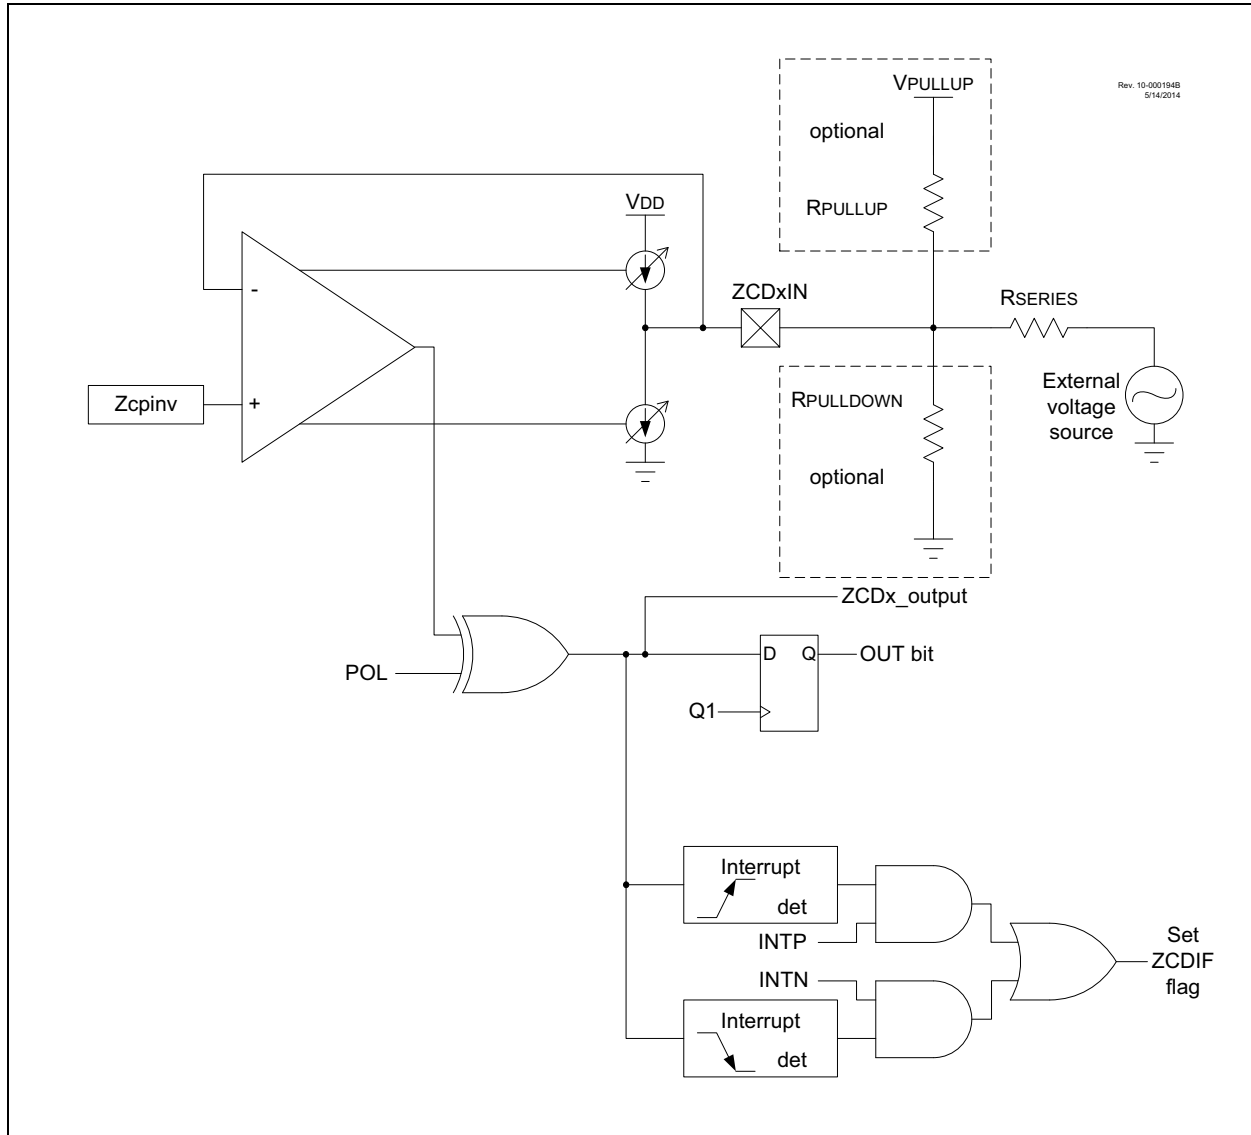 VPULLUP
optional
RPULLUP
Rev. 10-000194B
5/14/2014
VDD
-
ZCDxIN
RSERIES
Zcpinv
+
RPULLDOWN
optional
External
voltage
source
ZCDx_output
POL
D
Q
OUT bit
Q1
Interrupt
det
INTP
INTN
Interrupt
det
Set
ZCDIF
flag